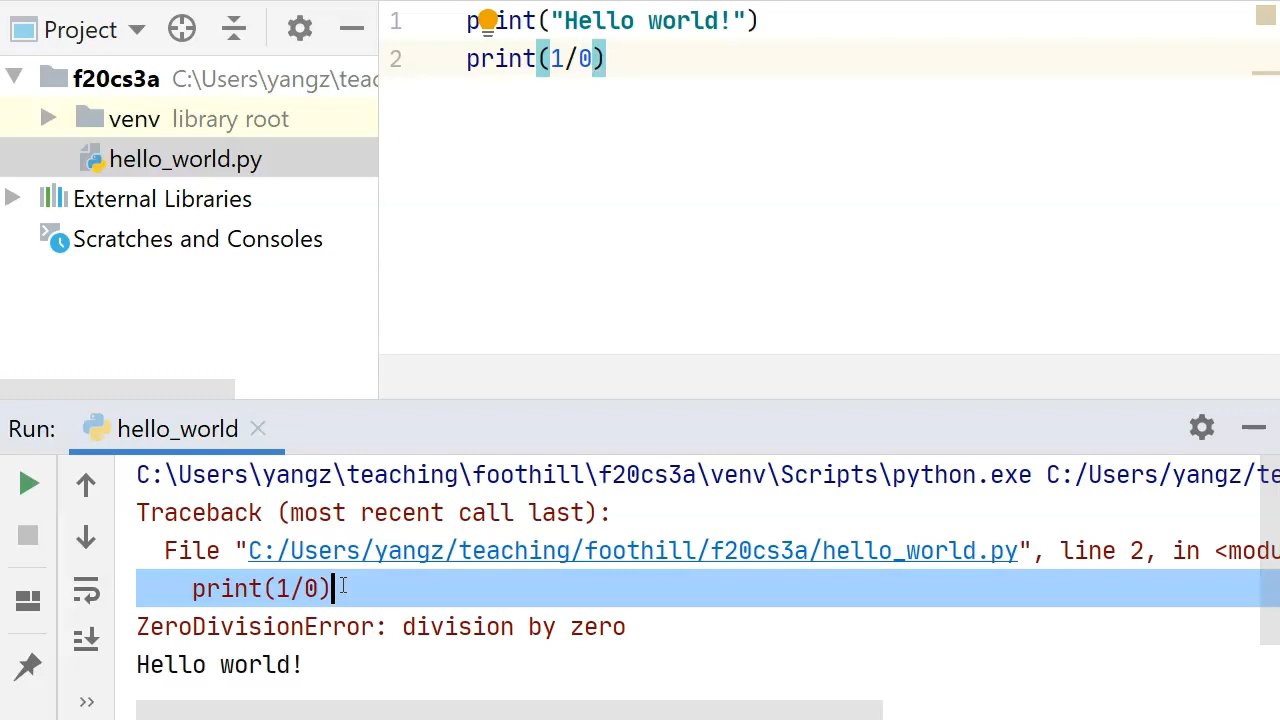 Project
f20cs3a C:\Users\yangz\teac
venv library root
hello_world.py
External Libraries
Scratches and Consoles
1 print("Hello world!")
2 print(1/0)
Run: hello_world
C:\Users\yangz\teaching\foothill\f20cs3a\venv\Scripts\python.exe C:/Users/yangz/te
Traceback (most recent call last):
File "C:/Users/yangz/teaching/foothill/f20cs3a/hello_world.py", line 2, in <modu
print(1/0)
ZeroDivisionError: division by zero
Hello world!